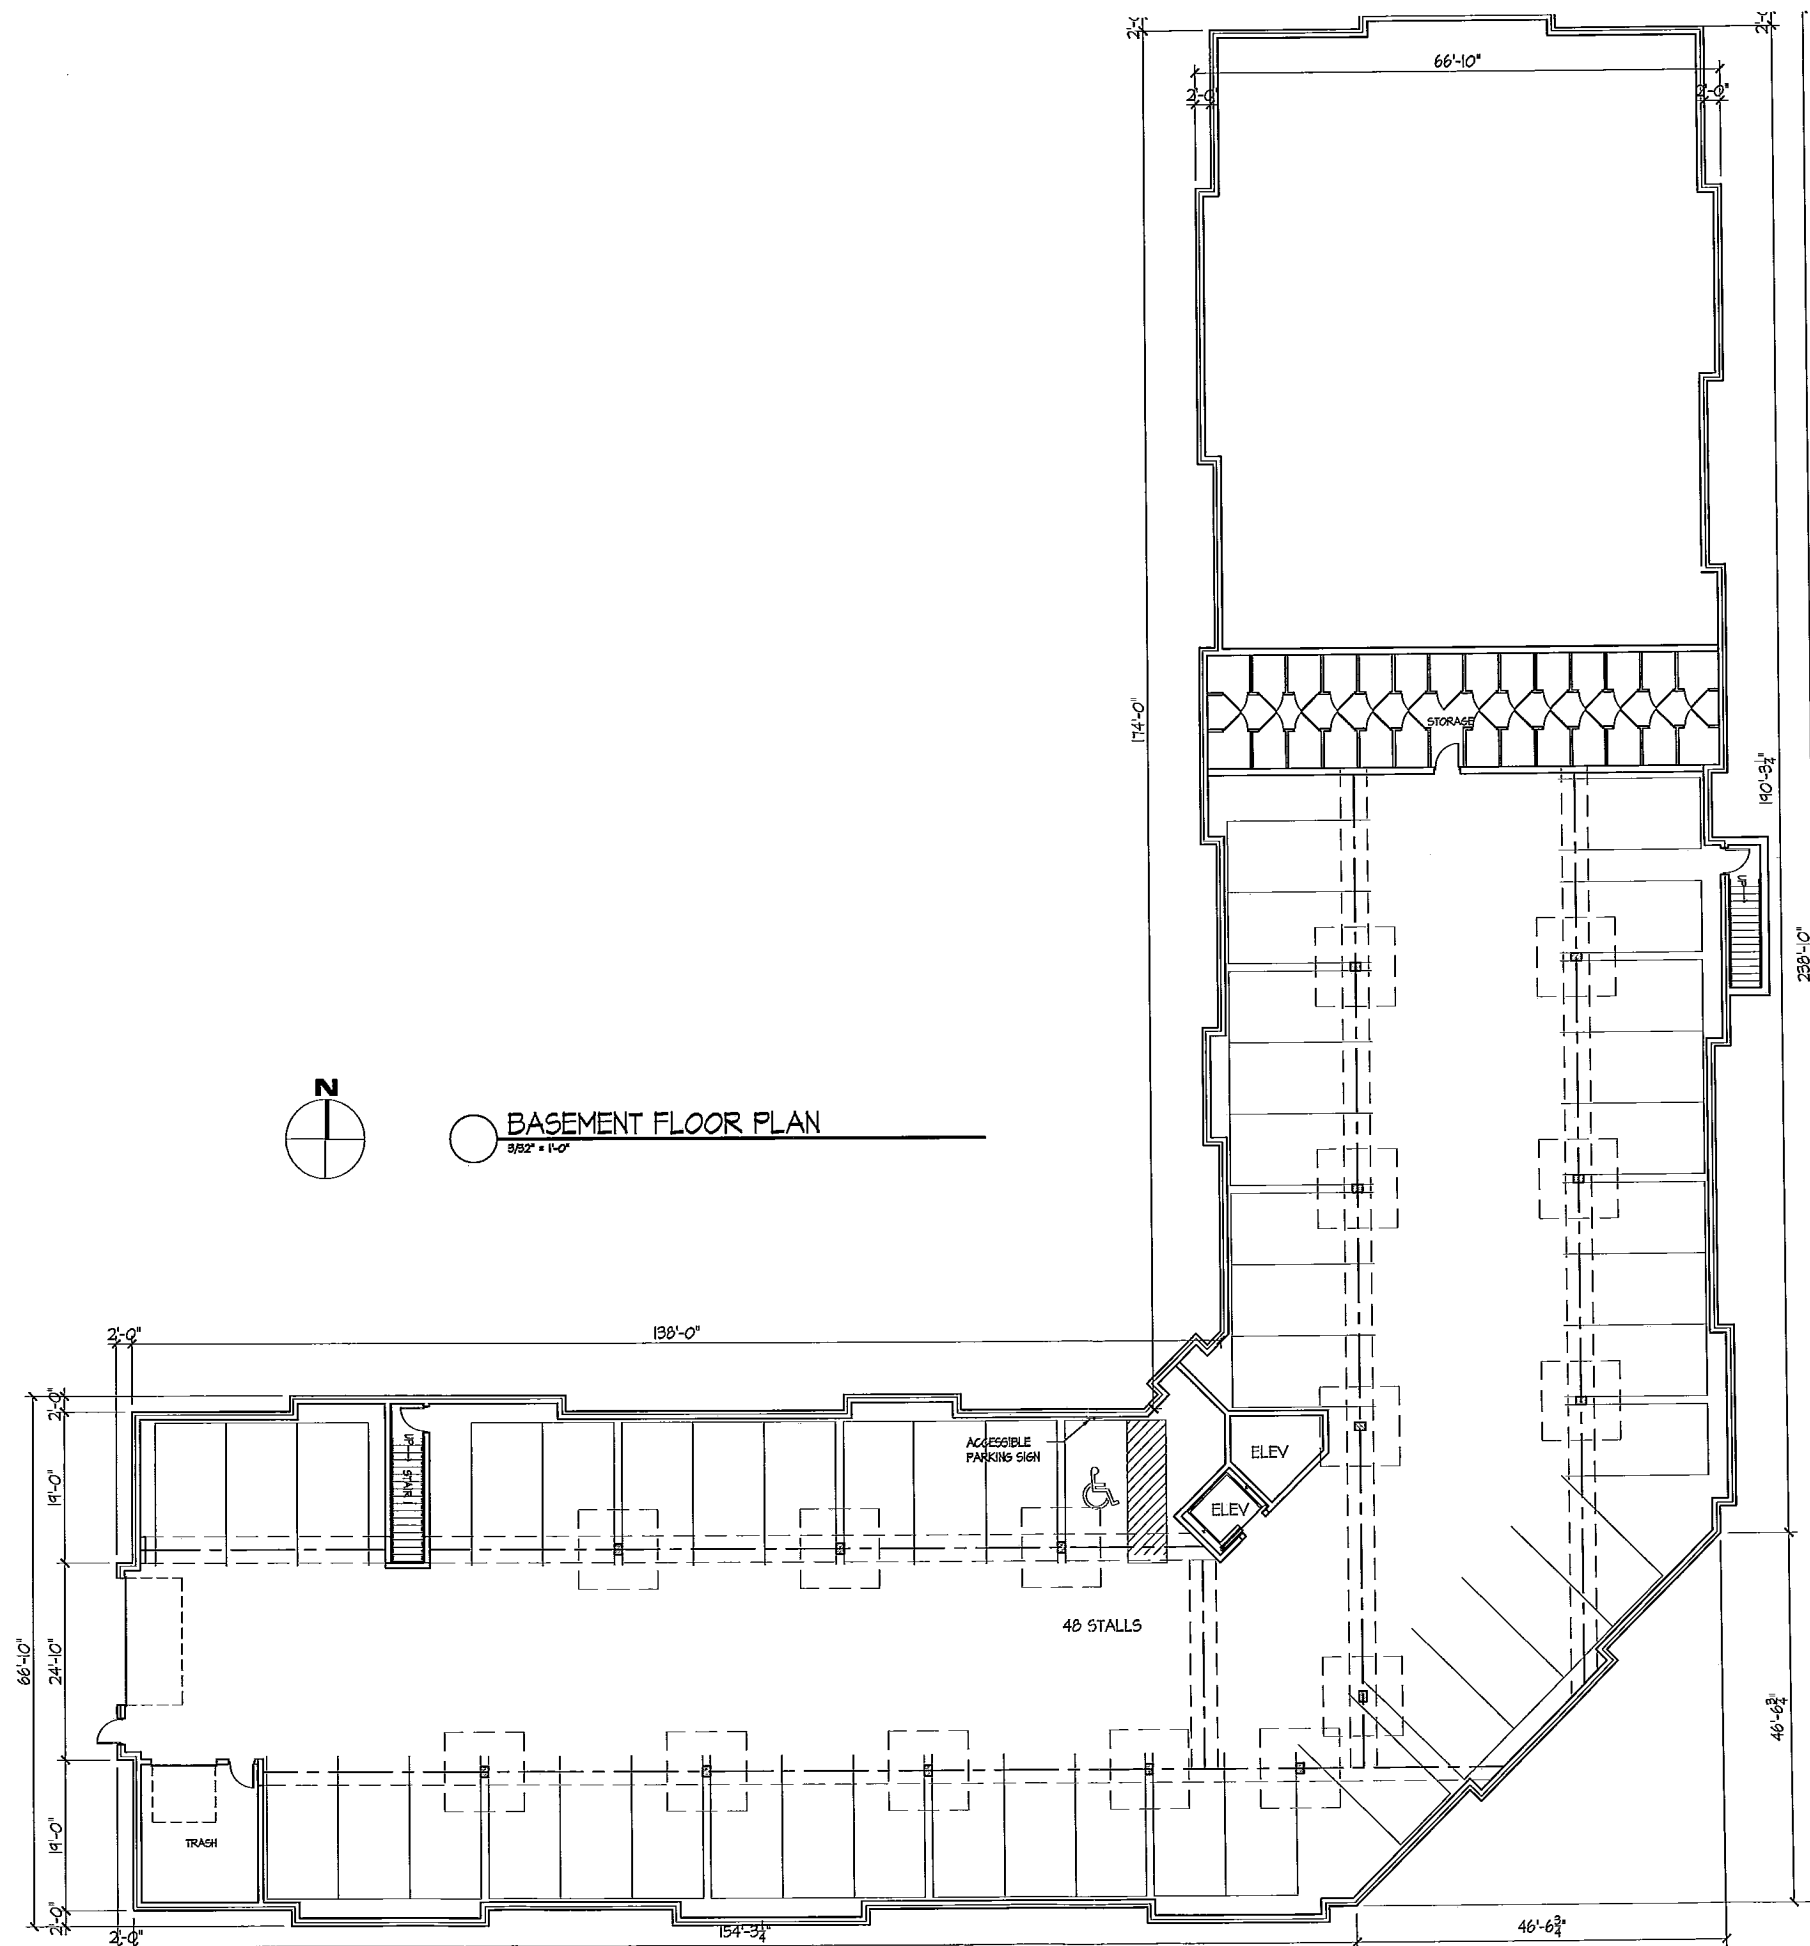 2'-0"
2'-0"
66'-10"
2'-0"
2'-0"
174'-0"
STORAGE
190'-3¼"
UP
238'-10"
N
BASEMENT FLOOR PLAN
3/32" = 1'-0"
2'-0"
138'-0"
2'-0"
ACCESSIBLE
PARKING SIGN
ELEV
UP
STAIR 1
19'-0"
ELEV
48 STALLS
66'-10"
24'-10"
46'-6¾"
19'-0"
TRASH
2'-0"
2'-0"
154'-3¼"
46'-6¾"